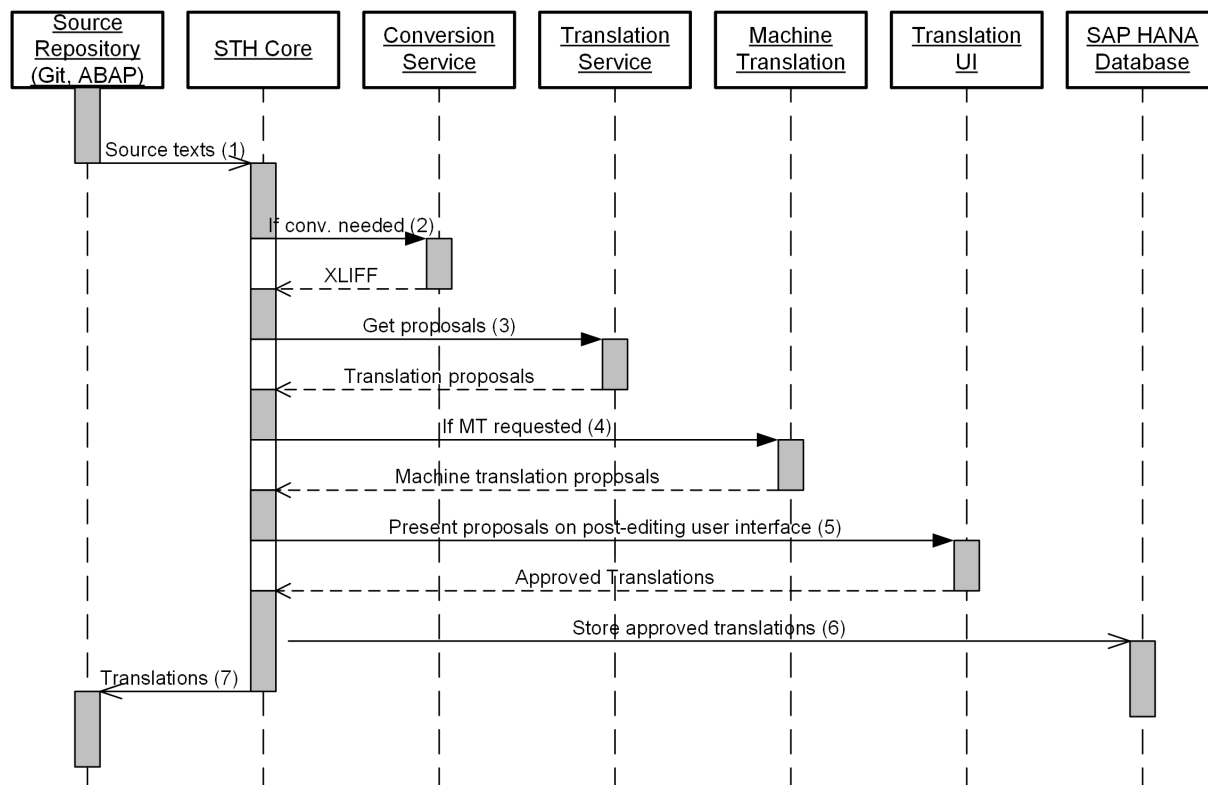 Source
Repository
(Git, ABAP)
STH Core
Conversion
Service
Translation
Service
Machine
Translation
Translation
UI
SAP HANA
Database
Source texts (1)
If conv. needed (2)
XLIFF
Get proposals (3)
Translation proposals
If MT requested (4)
Machine translation proposals
Present proposals on post-editing user interface (5)
Approved Translations
Store approved translations (6)
Translations (7)